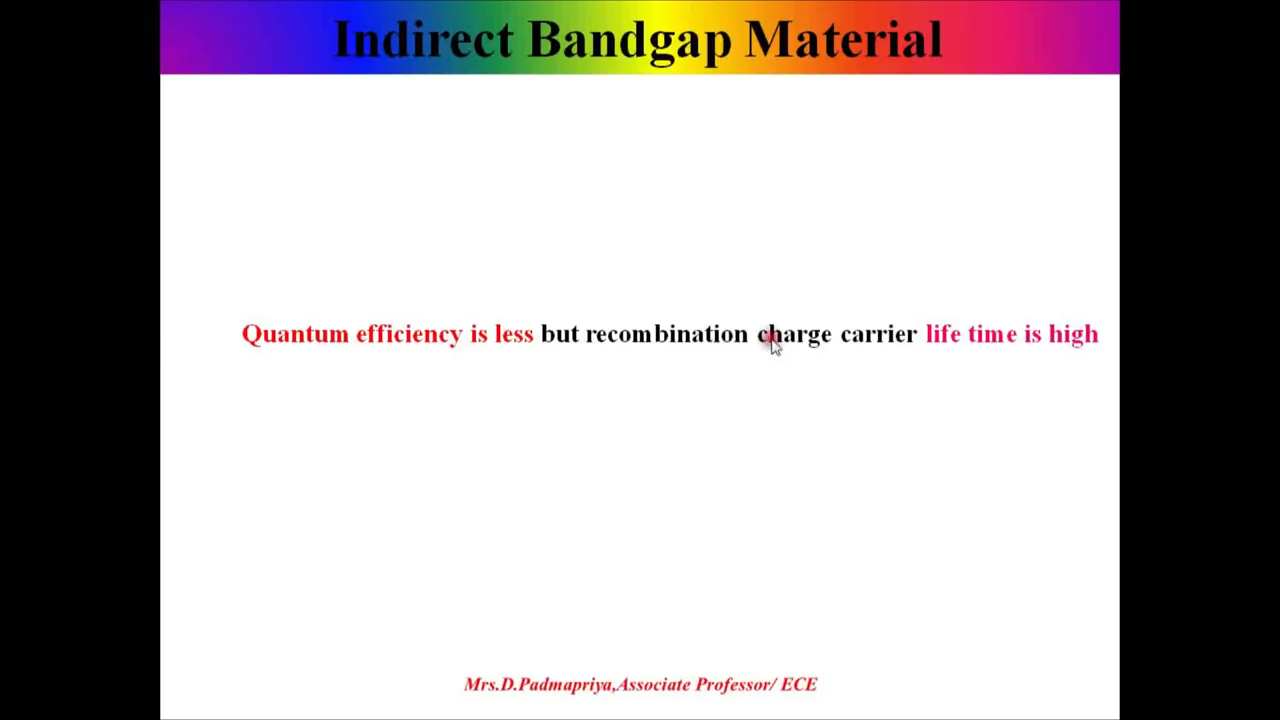 Indirect Bandgap Material
Quantum efficiency is less but recombination charge carrier life time is high
Mrs.D.Padmapriya,Associate Professor/ ECE